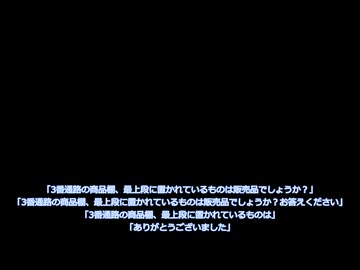 「3番通路の商品棚、最上段に置かれているものは販売品でしょうか？」
「3番通路の商品棚、最上段に置かれているものは販売品でしょうか？お答えください」
「3番通路の商品棚、最上段に置かれているものは」
「ありがとうございました」